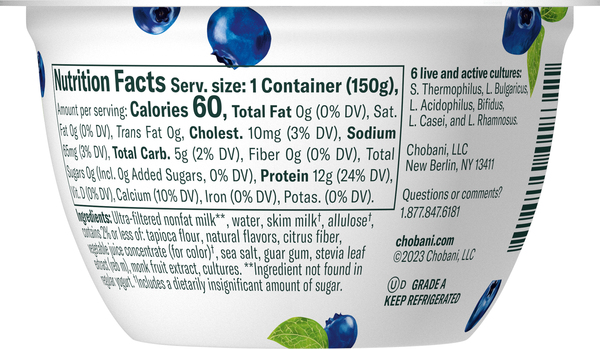 Nutrition Facts Serv. size: 1 Container (150g),
Amount per serving: Calories 60, Total Fat 0g (0% DV), Sat.
Fat 0g (0% DV), Trans Fat 0g, Cholest. 10mg (3% DV), Sodium
65mg (3% DV), Total Carb. 5g (2% DV), Fiber 0g (0% DV), Total
Sugars 0g (Incl. 0g Added Sugars, 0% DV), Protein 12g (24% DV),
Vit. D (0% DV), Calcium (10% DV), Iron (0% DV), Potas. (0% DV).
Ingredients: Ultra-filtered nonfat milk**, water, skim milk†, allulose†,
contains 2% or less of: tapioca flour, natural flavors, citrus fiber,
vegetable juice concentrate (for color)†, sea salt, guar gum, stevia leaf
extract (reb m), monk fruit extract, cultures. **Ingredient not found in
regular yogurt. †Includes a dietarily insignificant amount of sugar.
6 live and active cultures:
S. Thermophilus, L. Bulgaricus,
L. Acidophilus, Bifidus,
L. Casei, and L. Rhamnosus.
Chobani, LLC
New Berlin, NY 13411
Questions or comments?
1.877.847.6181
chobani.com
©2023 Chobani, LLC
U D GRADE A
KEEP REFRIGERATED